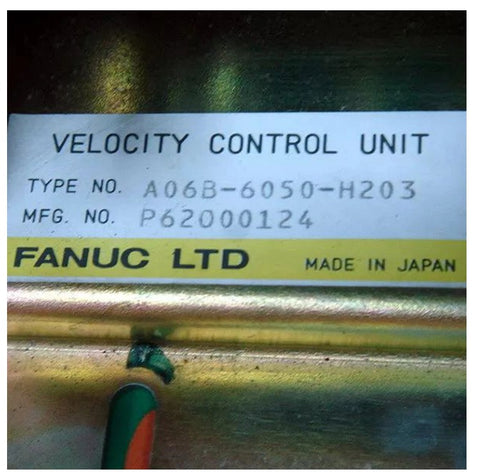 VELOCITY CONTROL UNIT
TYPE NO. A06B-6050-H203
MFG. NO. P62000124
FANUC LTD MADE IN JAPAN